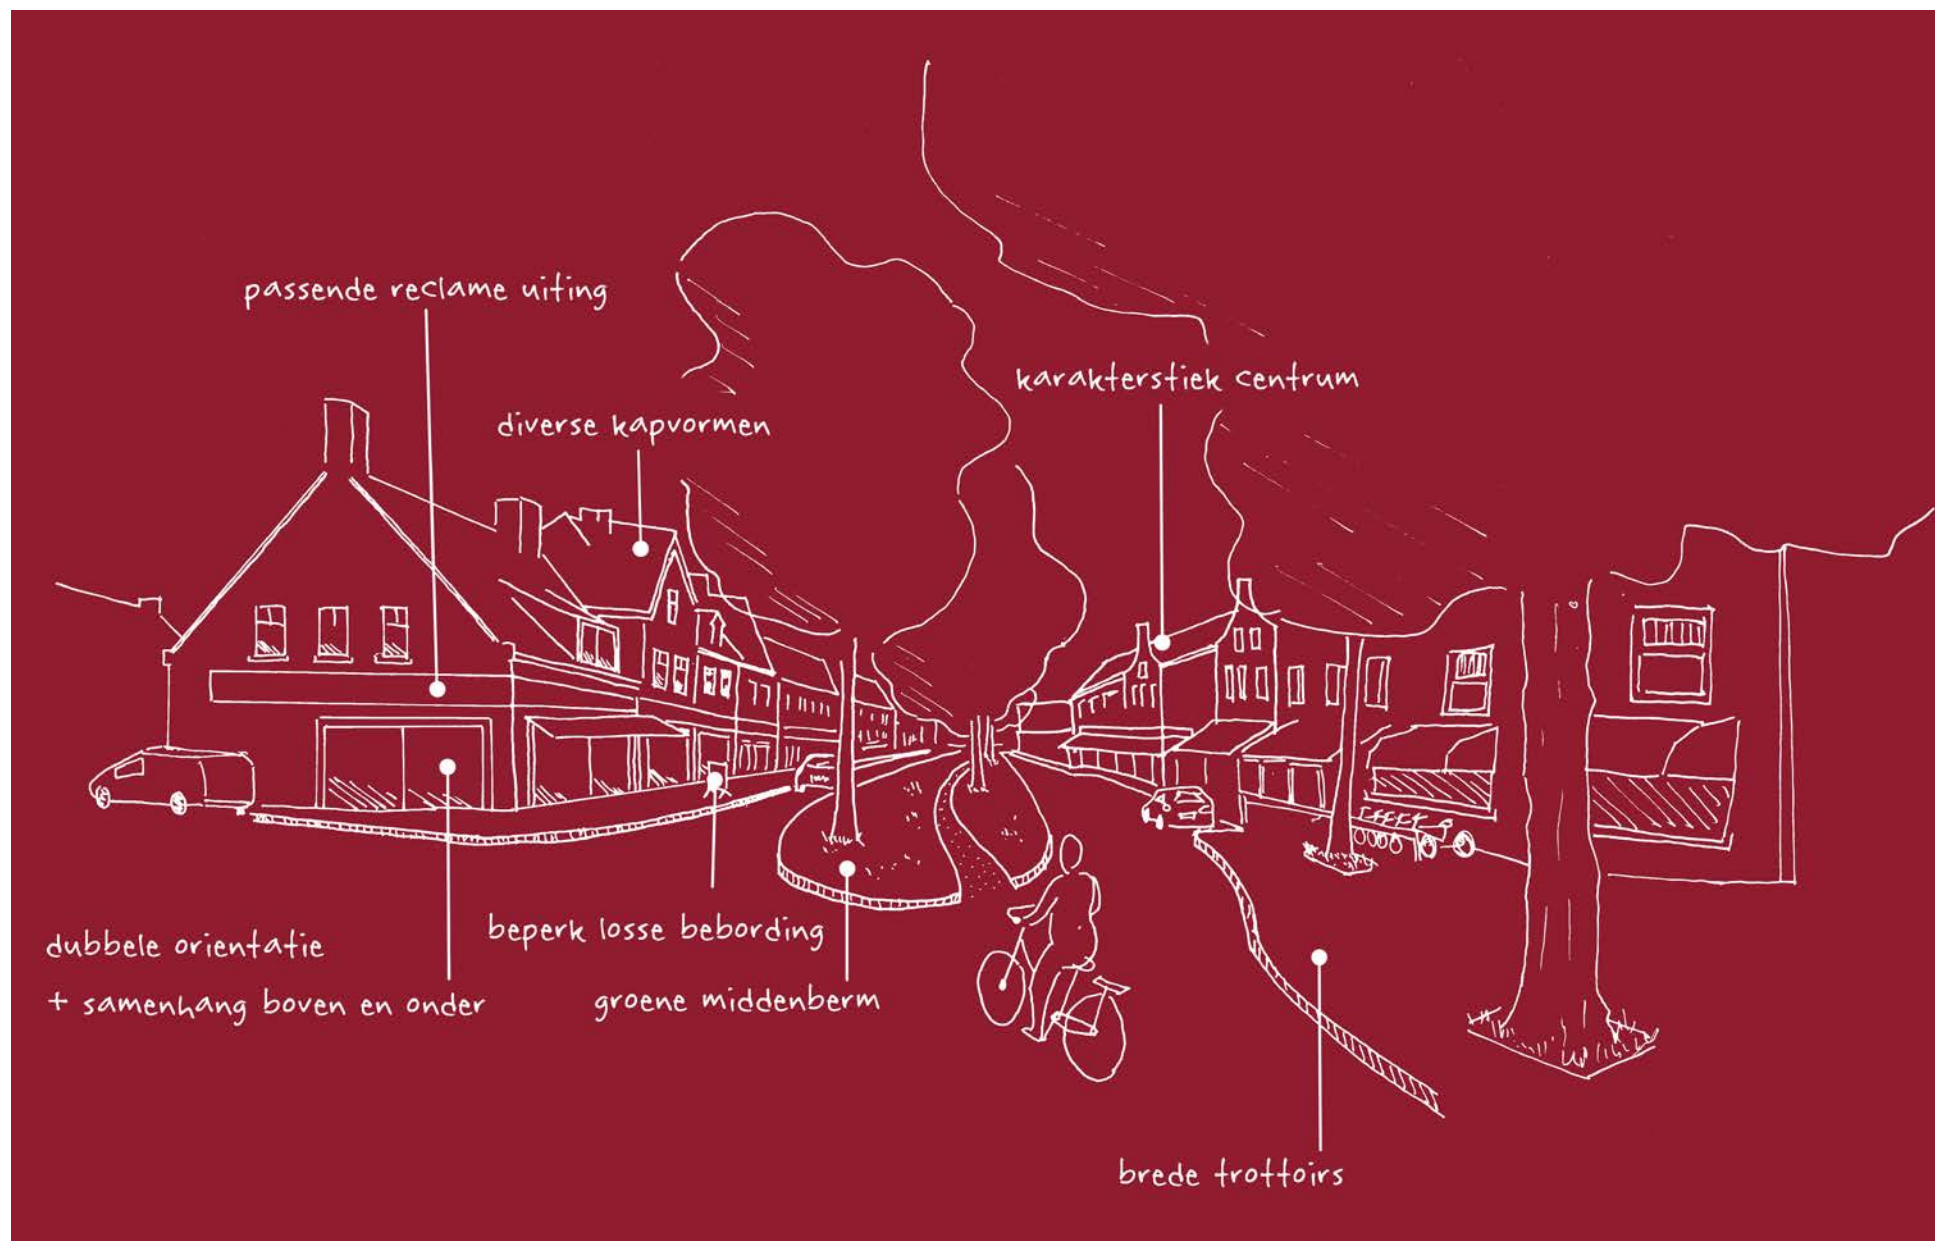 passende reclame uiting
karakterstiek centrum
diverse kapvormen
beperk losse bebording
dubbele orientatie
+ samenhang boven en onder
groene middenberm
brede trottoirs